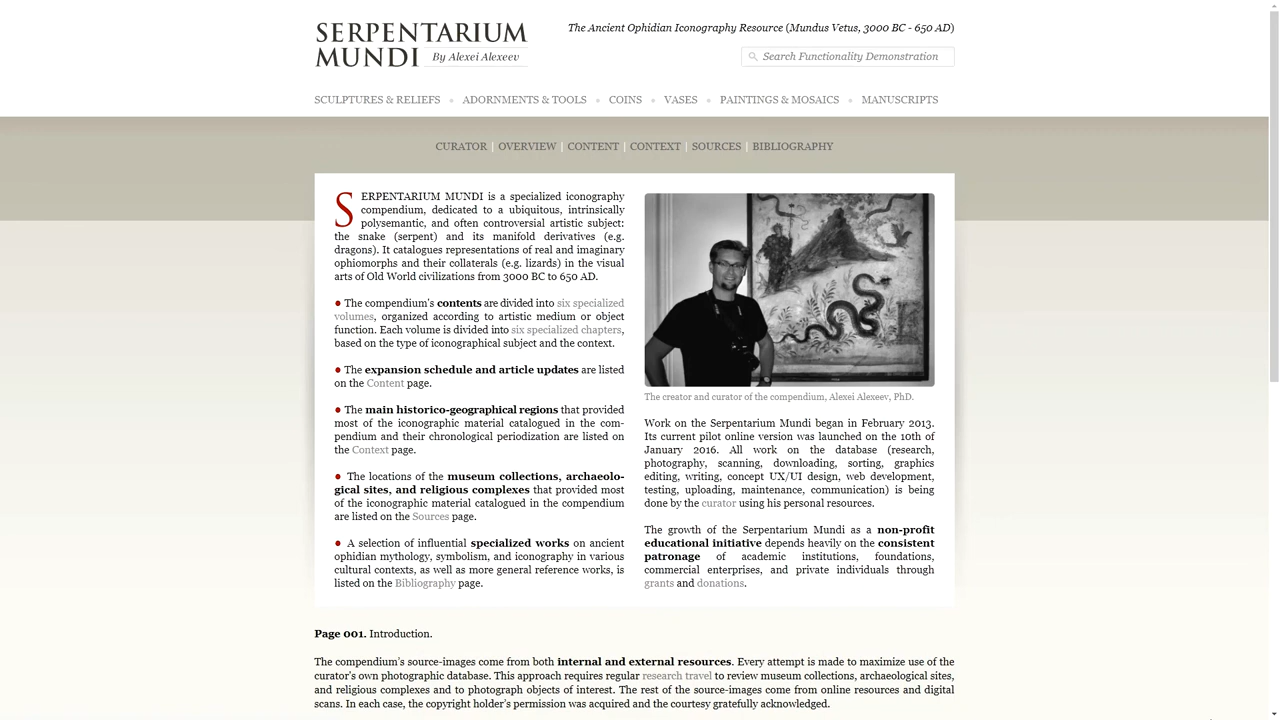 SERPENTARIUM
MUNDI By Alexei Alexeev
The Ancient Ophidian Iconography Resource (Mundus Vetus, 3000 BC - 650 AD)
Search Functionality Demonstration
SCULPTURES & RELIEFS • ADORNMENTS & TOOLS • COINS • VASES • PAINTINGS & MOSAICS • MANUSCRIPTS
CURATOR | OVERVIEW | CONTENT | CONTEXT | SOURCES | BIBLIOGRAPHY
SERPENTARIUM MUNDI is a specialized iconography
compendium, dedicated to a ubiquitous, intrinsically
polysemantic, and often controversial artistic subject:
the snake (serpent) and its manifold derivatives (e.g.
dragons). It catalogues representations of real and imaginary
ophiomorphs and their collaterals (e.g. lizards) in the visual
arts of Old World civilizations from 3000 BC to 650 AD.
• The compendium's contents are divided into six specialized
volumes, organized according to artistic medium or object
function. Each volume is divided into six specialized chapters,
based on the type of iconographical subject and the context.
• The expansion schedule and article updates are listed
on the Content page.
• The main historico-geographical regions that provided
most of the iconographic material catalogued in the com-
pendium and their chronological periodization are listed on
the Context page.
• The locations of the museum collections, archaeolo-
gical sites, and religious complexes that provided most
of the iconographic material catalogued in the compendium
are listed on the Sources page.
• A selection of influential specialized works on ancient
ophidian mythology, symbolism, and iconography in various
cultural contexts, as well as more general reference works, is
listed on the Bibliography page.
The creator and curator of the compendium, Alexei Alexeev, PhD.
Work on the Serpentarium Mundi began in February 2013.
Its current pilot online version was launched on the 10th of
January 2016. All work on the database (research,
photography, scanning, downloading, sorting, graphics
editing, writing, concept UX/UI design, web development,
testing, uploading, maintenance, communication) is being
done by the curator using his personal resources.
The growth of the Serpentarium Mundi as a non-profit
educational initiative depends heavily on the consistent
patronage of academic institutions, foundations,
commercial enterprises, and private individuals through
grants and donations.
Page 001. Introduction.
The compendium's source-images come from both internal and external resources. Every attempt is made to maximize use of the
curator's own photographic database. This approach requires regular research travel to review museum collections, archaeological sites,
and religious complexes and to photograph objects of interest. The rest of the source-images come from online resources and digital
scans. In each case, the copyright holder's permission was acquired and the courtesy gratefully acknowledged.